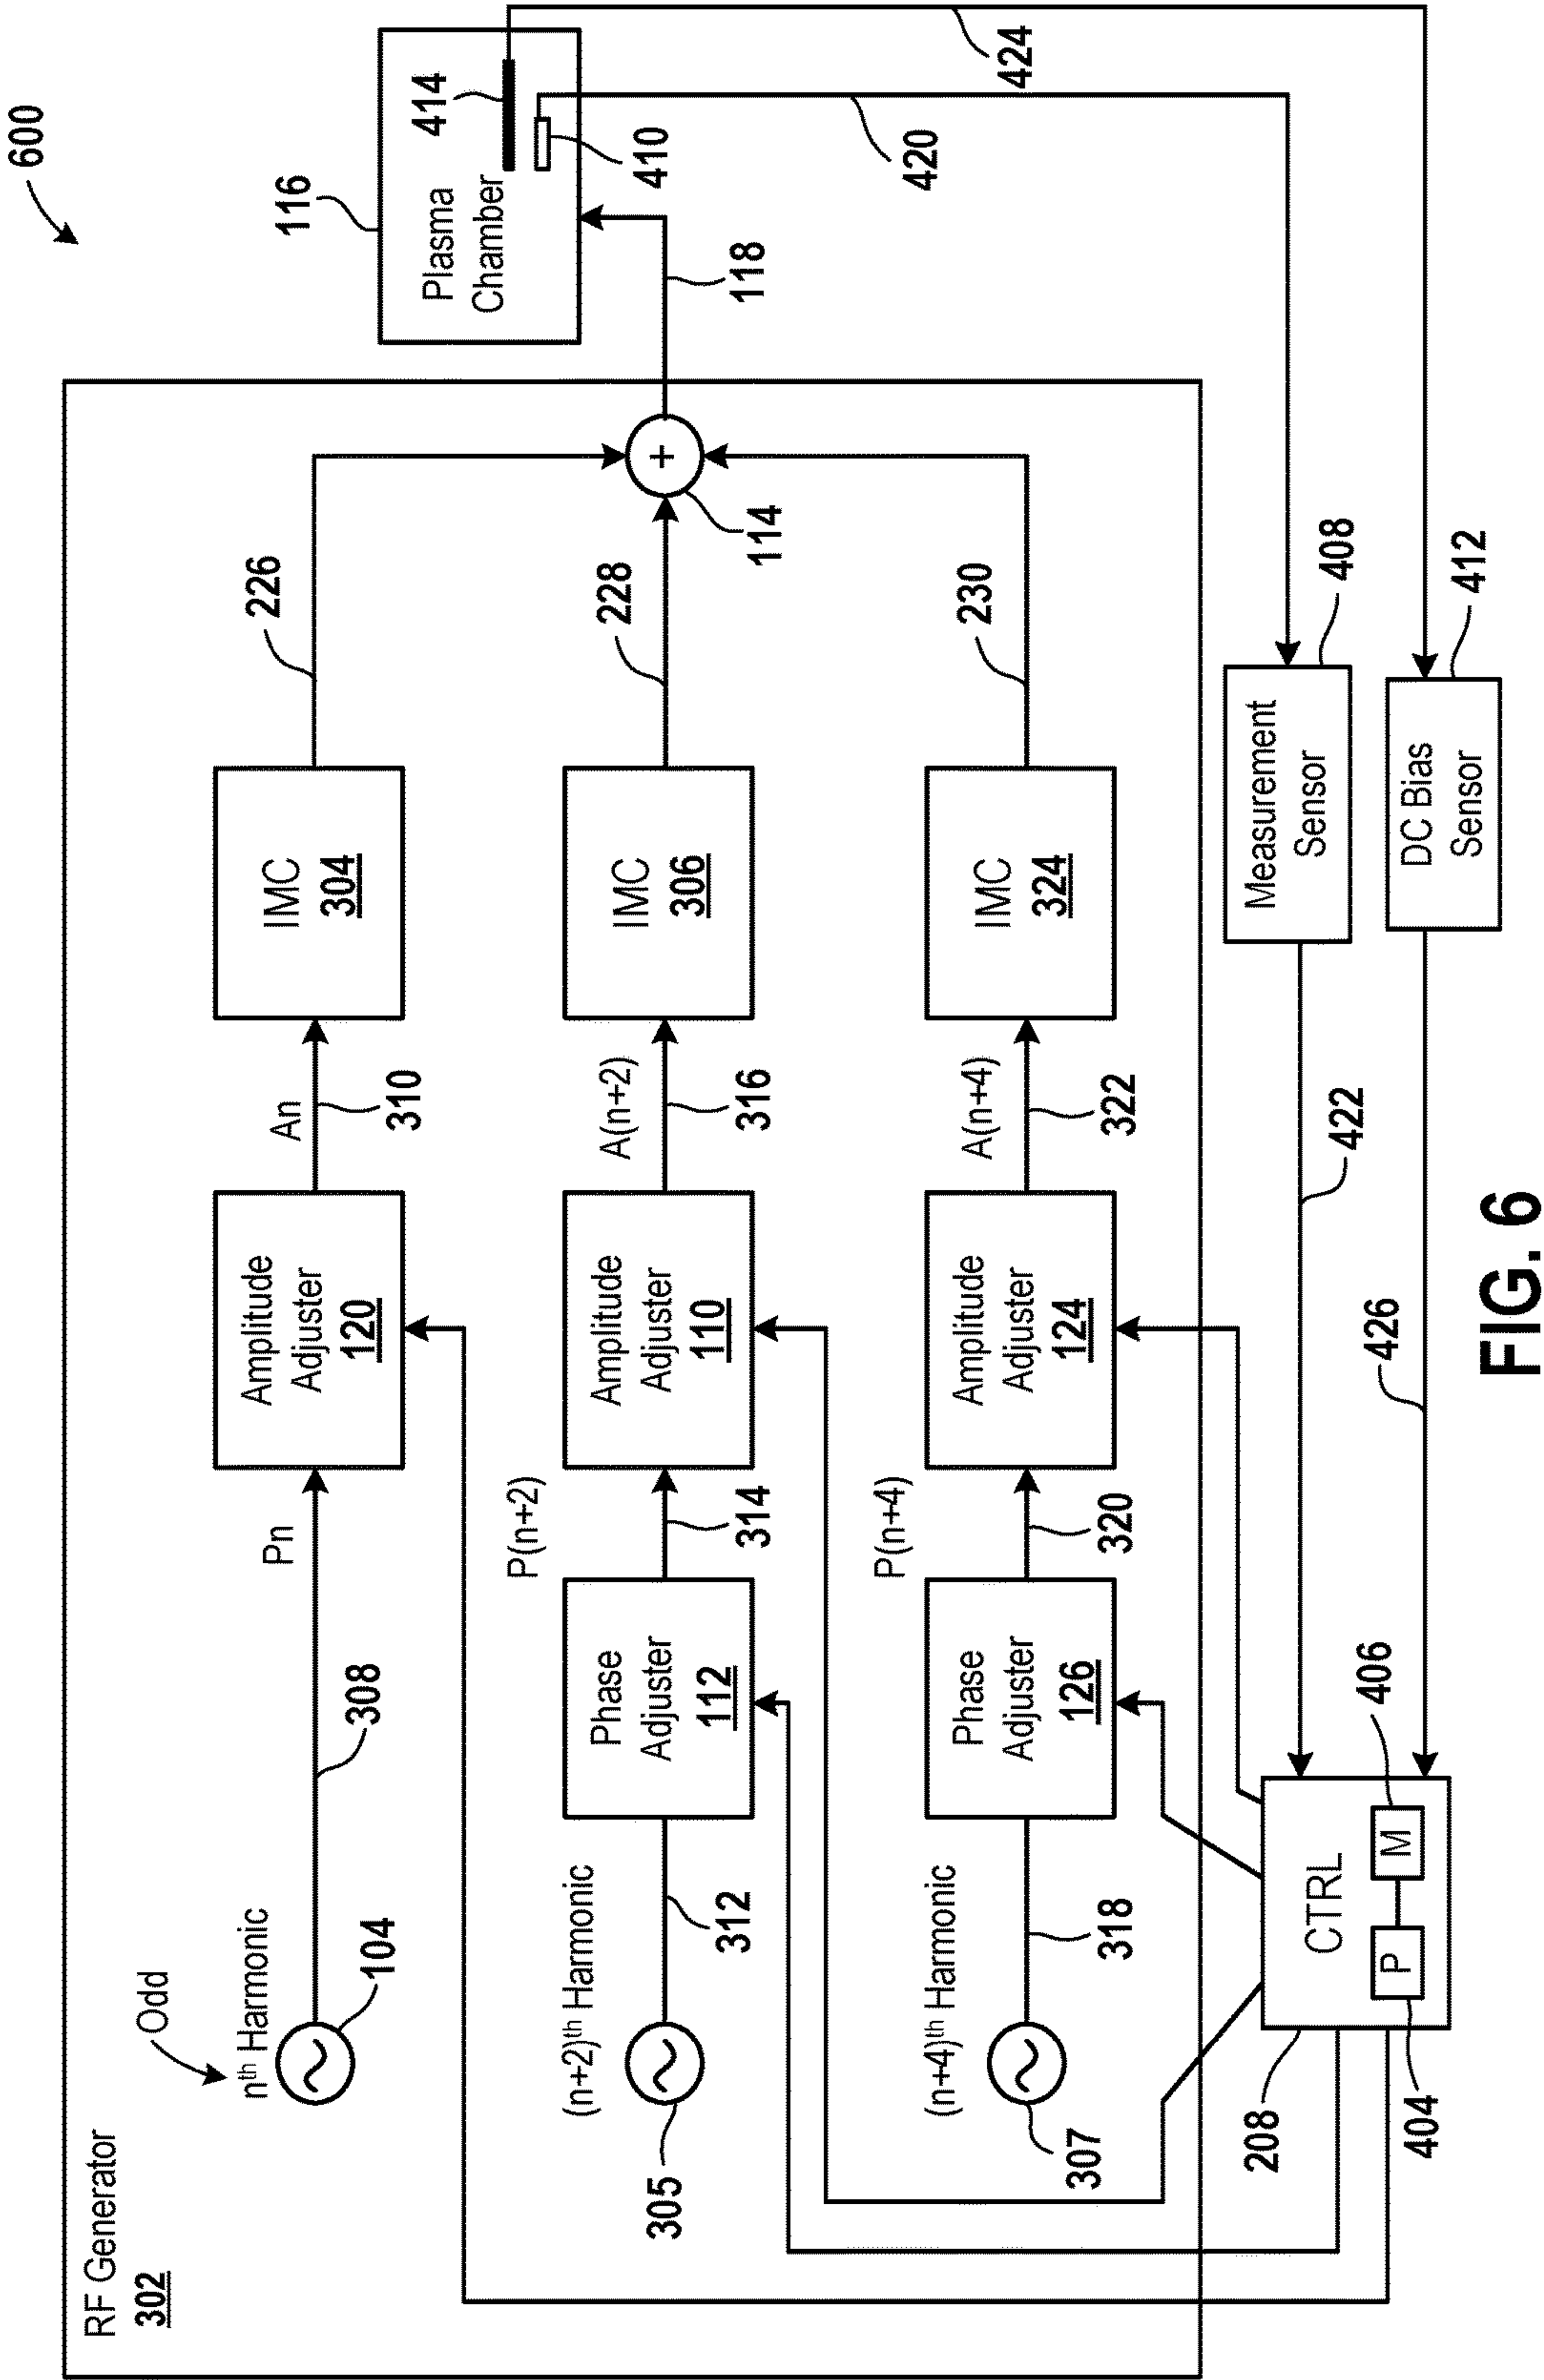 600
RF Generator
302
Odd
nth Harmonic
104
308
Pn
Amplitude
Adjuster
120
An
310
IMC
304
226
116
Plasma
Chamber
414
410
118
114
+
424
420
(n+2)th Harmonic
305
312
Phase
Adjuster
112
P(n+2)
314
Amplitude
Adjuster
110
A(n+2)
316
IMC
306
228
(n+4)th Harmonic
307
318
Phase
Adjuster
126
P(n+4)
320
Amplitude
Adjuster
124
A(n+4)
322
IMC
324
230
208
CTRL
P
M
404
406
422
426
Measurement
Sensor
408
DC Bias
Sensor
412
FIG. 6